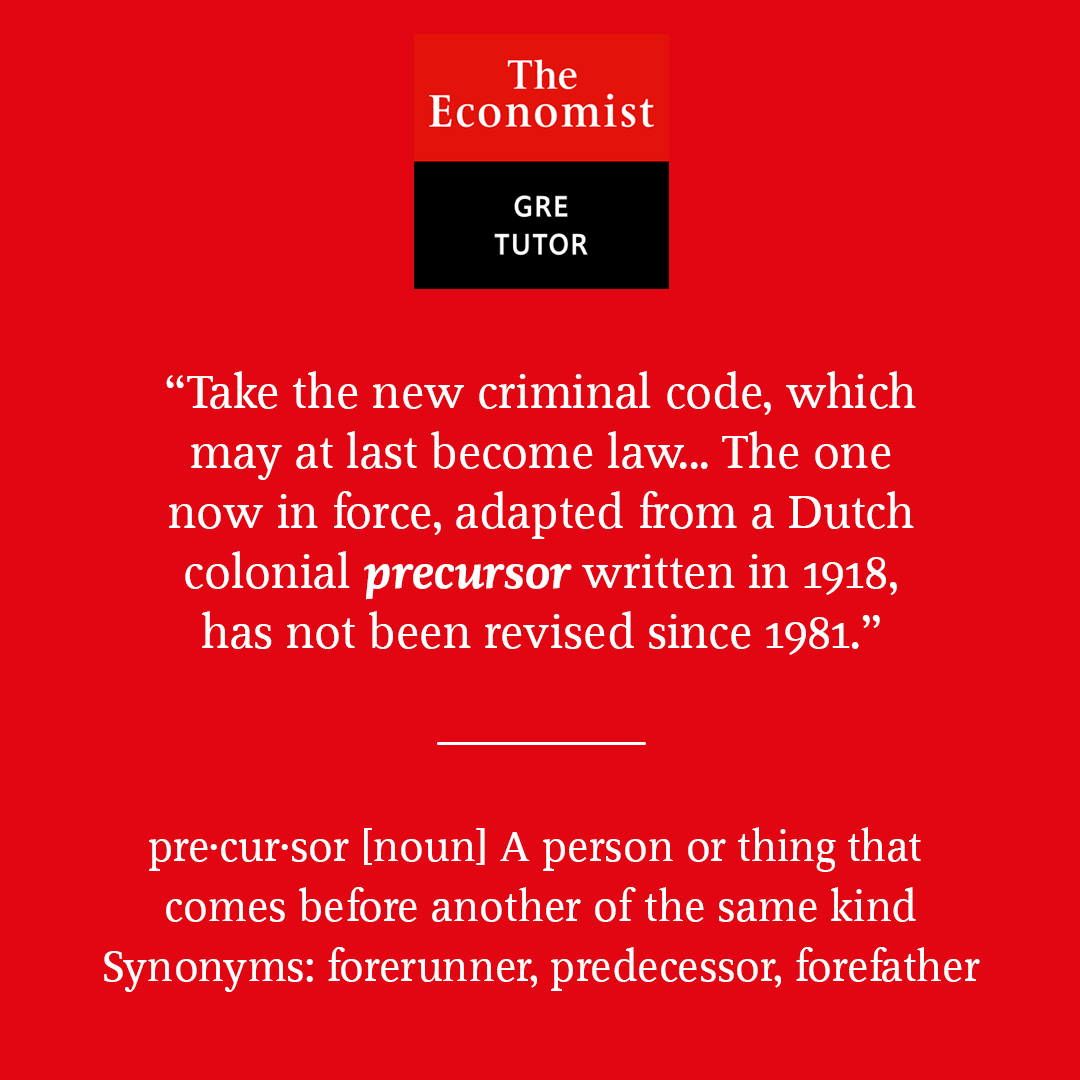 The
Economist
GRE
TUTOR
“Take the new criminal code, which
may at last become law... The one
now in force, adapted from a Dutch
colonial precursor written in 1918,
has not been revised since 1981.”
pre·cur·sor [noun] A person or thing that
comes before another of the same kind
Synonyms: forerunner, predecessor, forefather